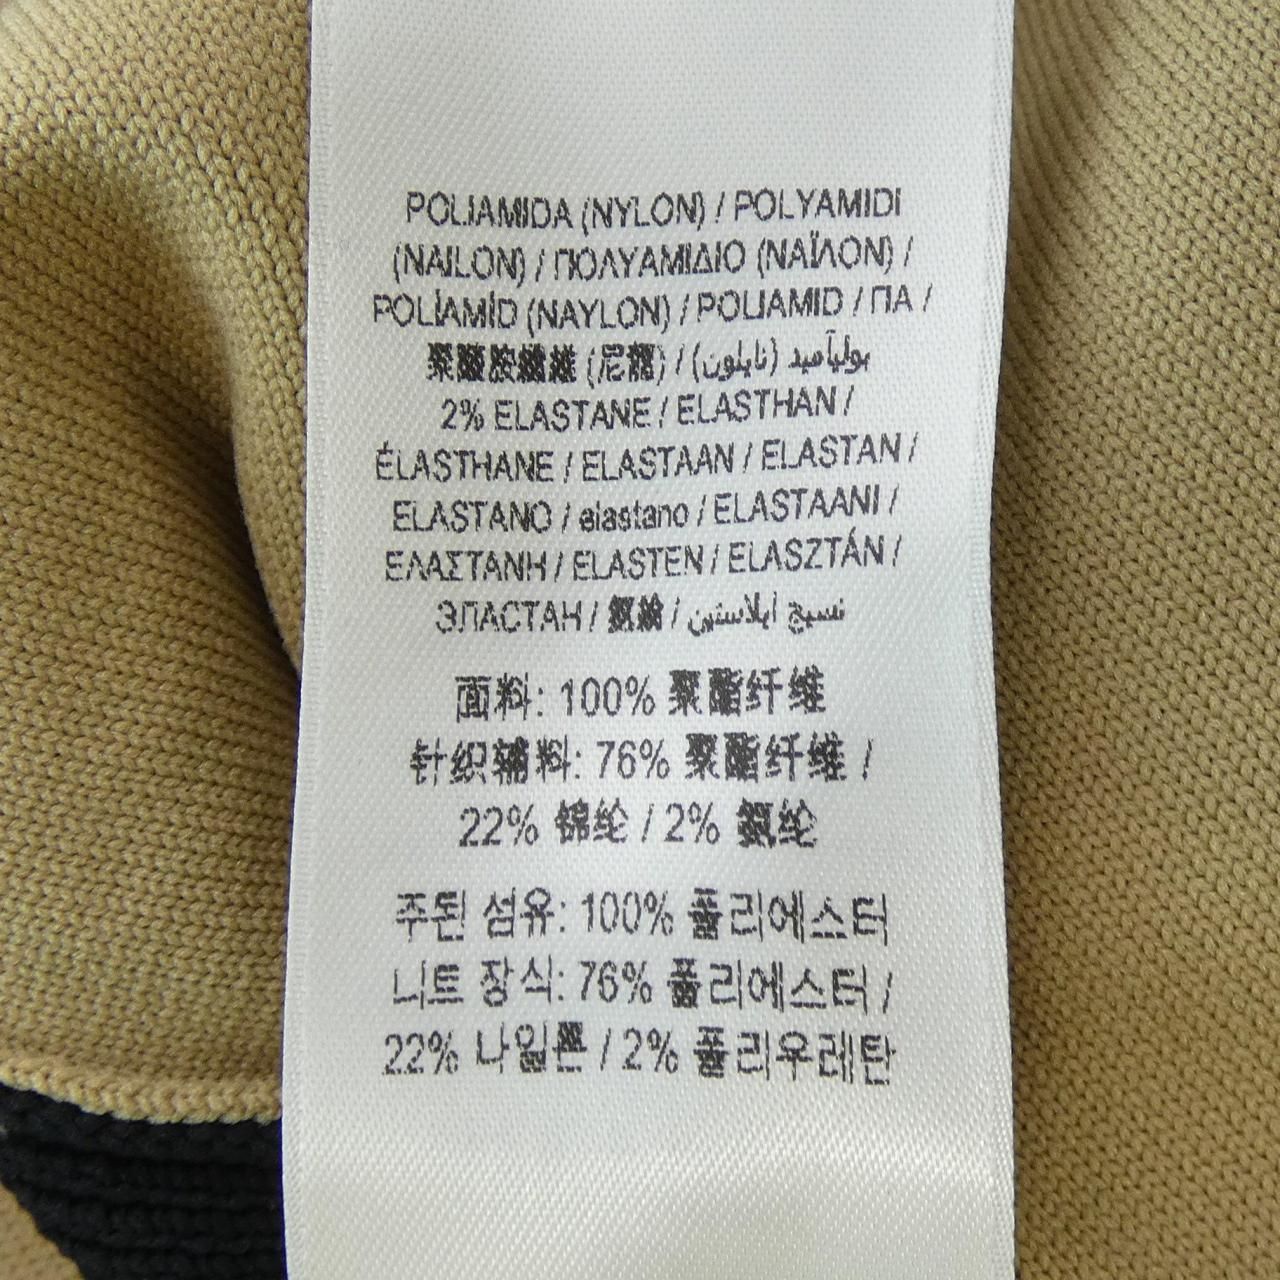 POLIAMIDA (NYLON) / POLYAMIDI
(NAILON) / ΠΟΛΥΑΜΙΔΙΟ (ΝΑΪΛΟΝ) /
POLİAMİD (NAYLON) / POLIAMID / ПА /
聚醯胺纖維 (尼龍) / بولياميد (نايلون)
2% ELASTANE / ELASTHAN /
ÉLASTHANE / ELASTAAN / ELASTAN /
ELASTANO / elastano / ELASTAANI /
ΕΛΑΣΤΑΝΗ / ELASTEN / ELASZTÁN /
ЭЛАСТАН / 氨綸 / نسيج ايلاستين
面料: 100% 聚酯纤维
针织辅料: 76% 聚酯纤维 /
22% 锦纶 / 2% 氨纶
주된 섬유: 100% 폴리에스터
니트 장식: 76% 폴리에스터 /
22% 나일론 / 2% 폴리우레탄